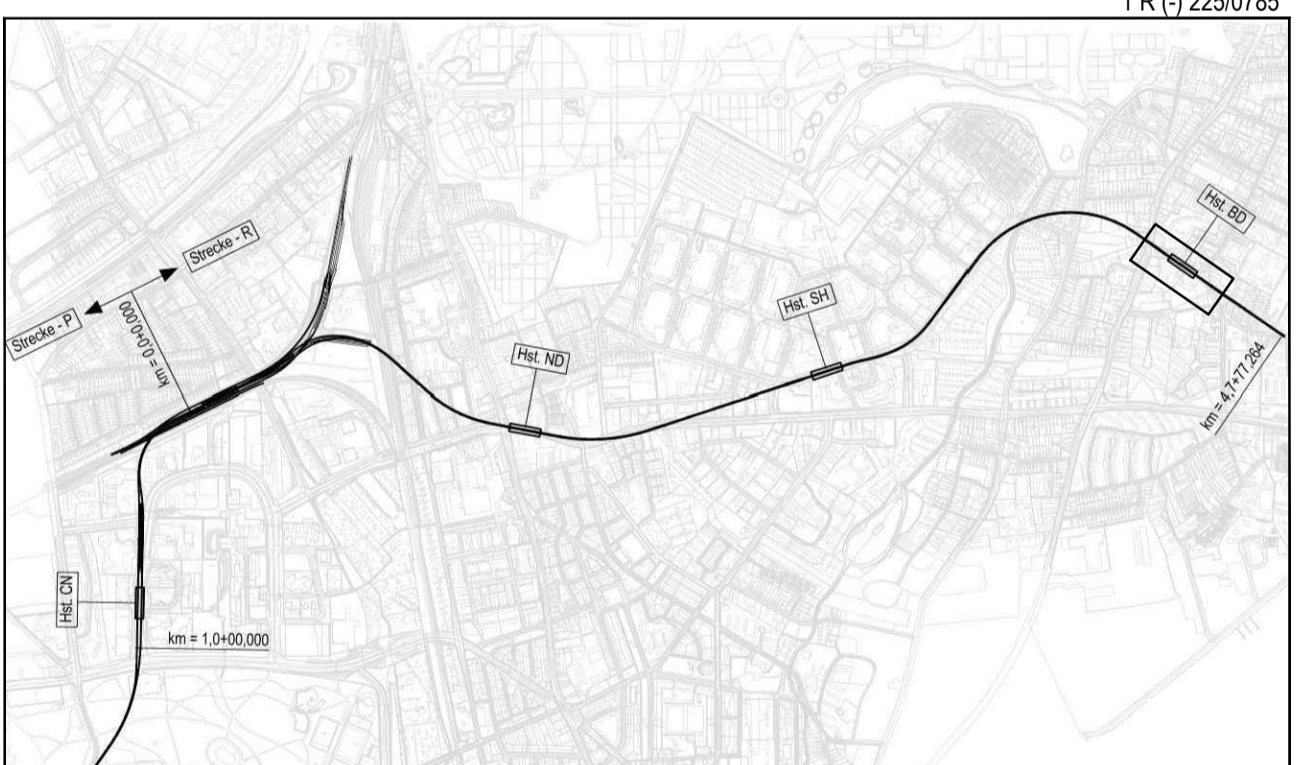 T R (-) 225/0785
Hst. BD
Strecke - R
Strecke - P
km = 0,0+0,000
Hst. SH
Hst. ND
km = 4,7+77,264
Hst. CN
km = 1,0+00,000